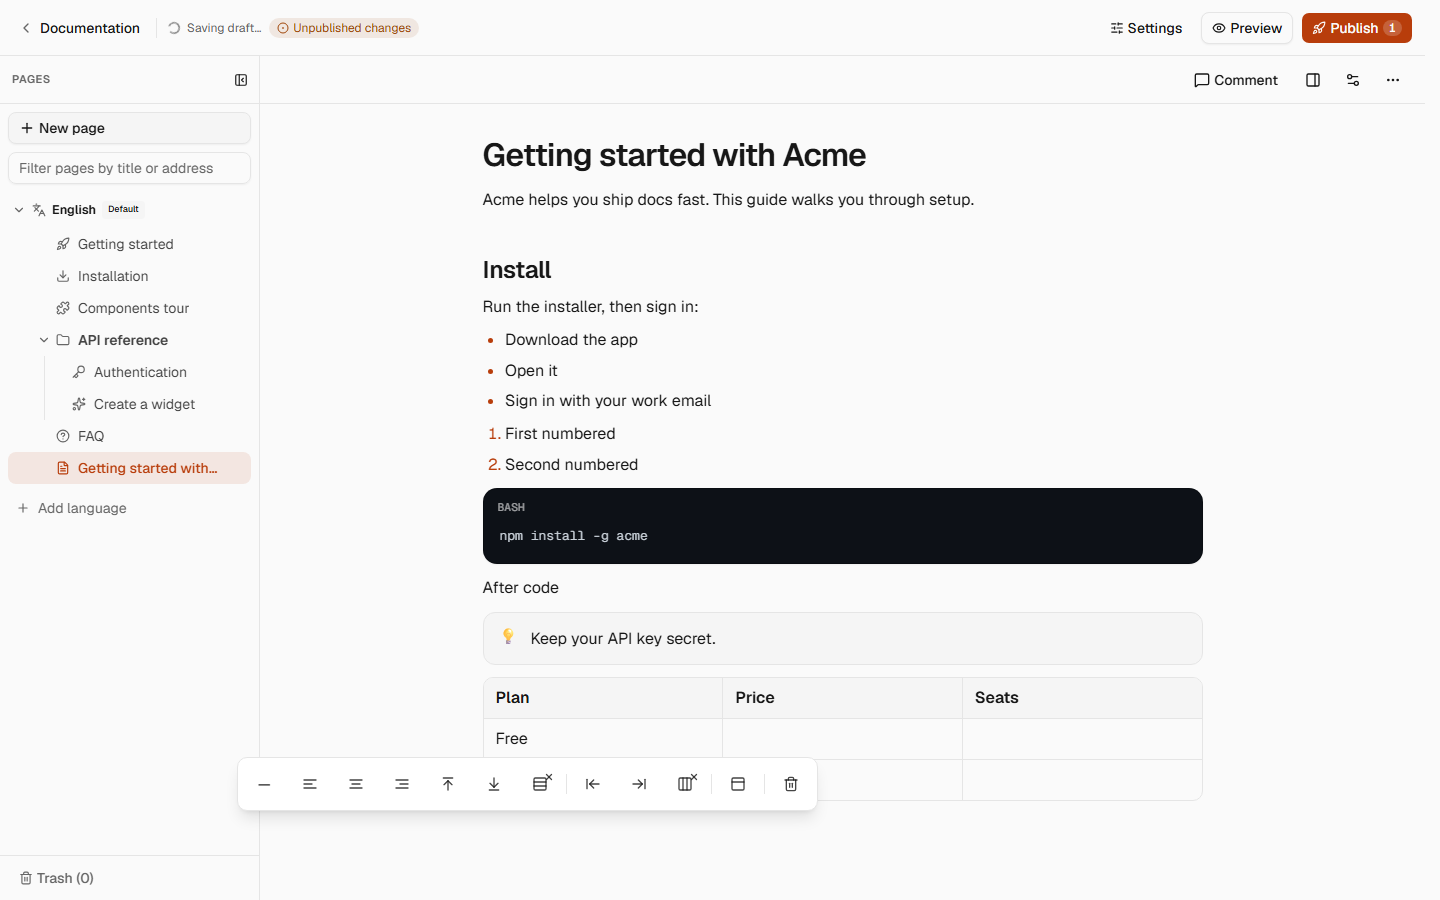 Documentation
Saving draft...
Unpublished changes
Settings
Preview
Publish 1
PAGES
Comment
New page
Filter pages by title or address
English Default
Getting started
Installation
Components tour
API reference
Authentication
Create a widget
FAQ
Getting started with...
Add language
Trash (0)
Getting started with Acme
Acme helps you ship docs fast. This guide walks you through setup.
Install
Run the installer, then sign in:
• Download the app
• Open it
• Sign in with your work email
1. First numbered
2. Second numbered
BASH
npm install -g acme
After code
Keep your API key secret.
Plan Price Seats
Free